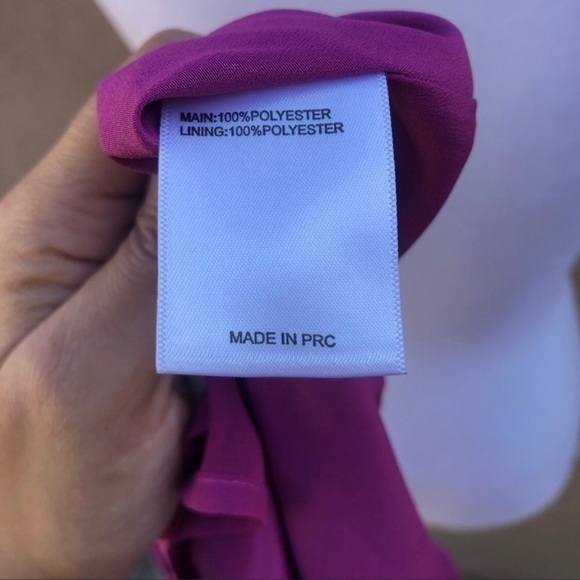 MAIN:100%POLYESTER
LINING:100%POLYESTER
MADE IN PRC